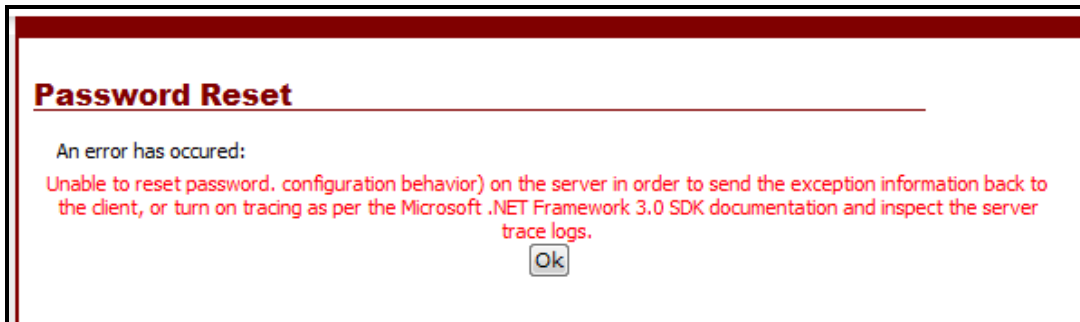 Password Reset
An error has occured:
Unable to reset password. configuration behavior) on the server in order to send the exception information back to
the client, or turn on tracing as per the Microsoft .NET Framework 3.0 SDK documentation and inspect the server
trace logs.
Ok